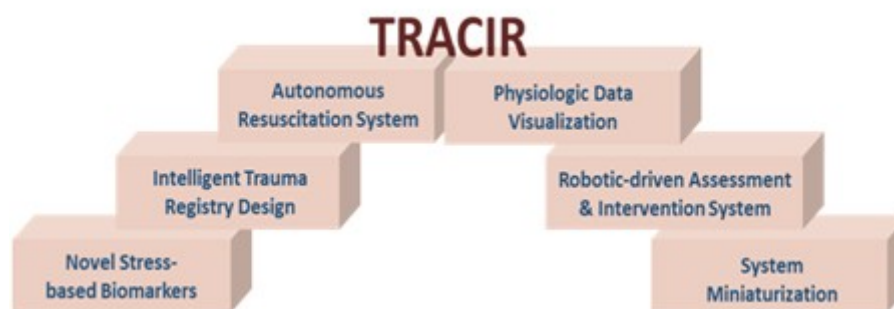 TRACIR
Autonomous
Resuscitation System
Physiologic Data
Visualization
Intelligent Trauma
Registry Design
Robotic-driven Assessment
& Intervention System
Novel Stress-
based Biomarkers
System
Miniaturization